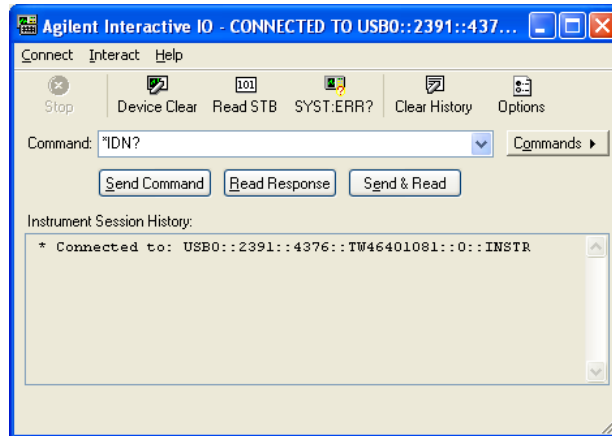 Agilent Interactive IO - CONNECTED TO USB0::2391::437...
Connect Interact Help
101
Stop Device Clear Read STB SYST:ERR? Clear History Options
Command: *IDN? Commands
Send Command Read Response Send & Read
Instrument Session History:
* Connected to: USB0::2391::4376::TW46401081::0::INSTR